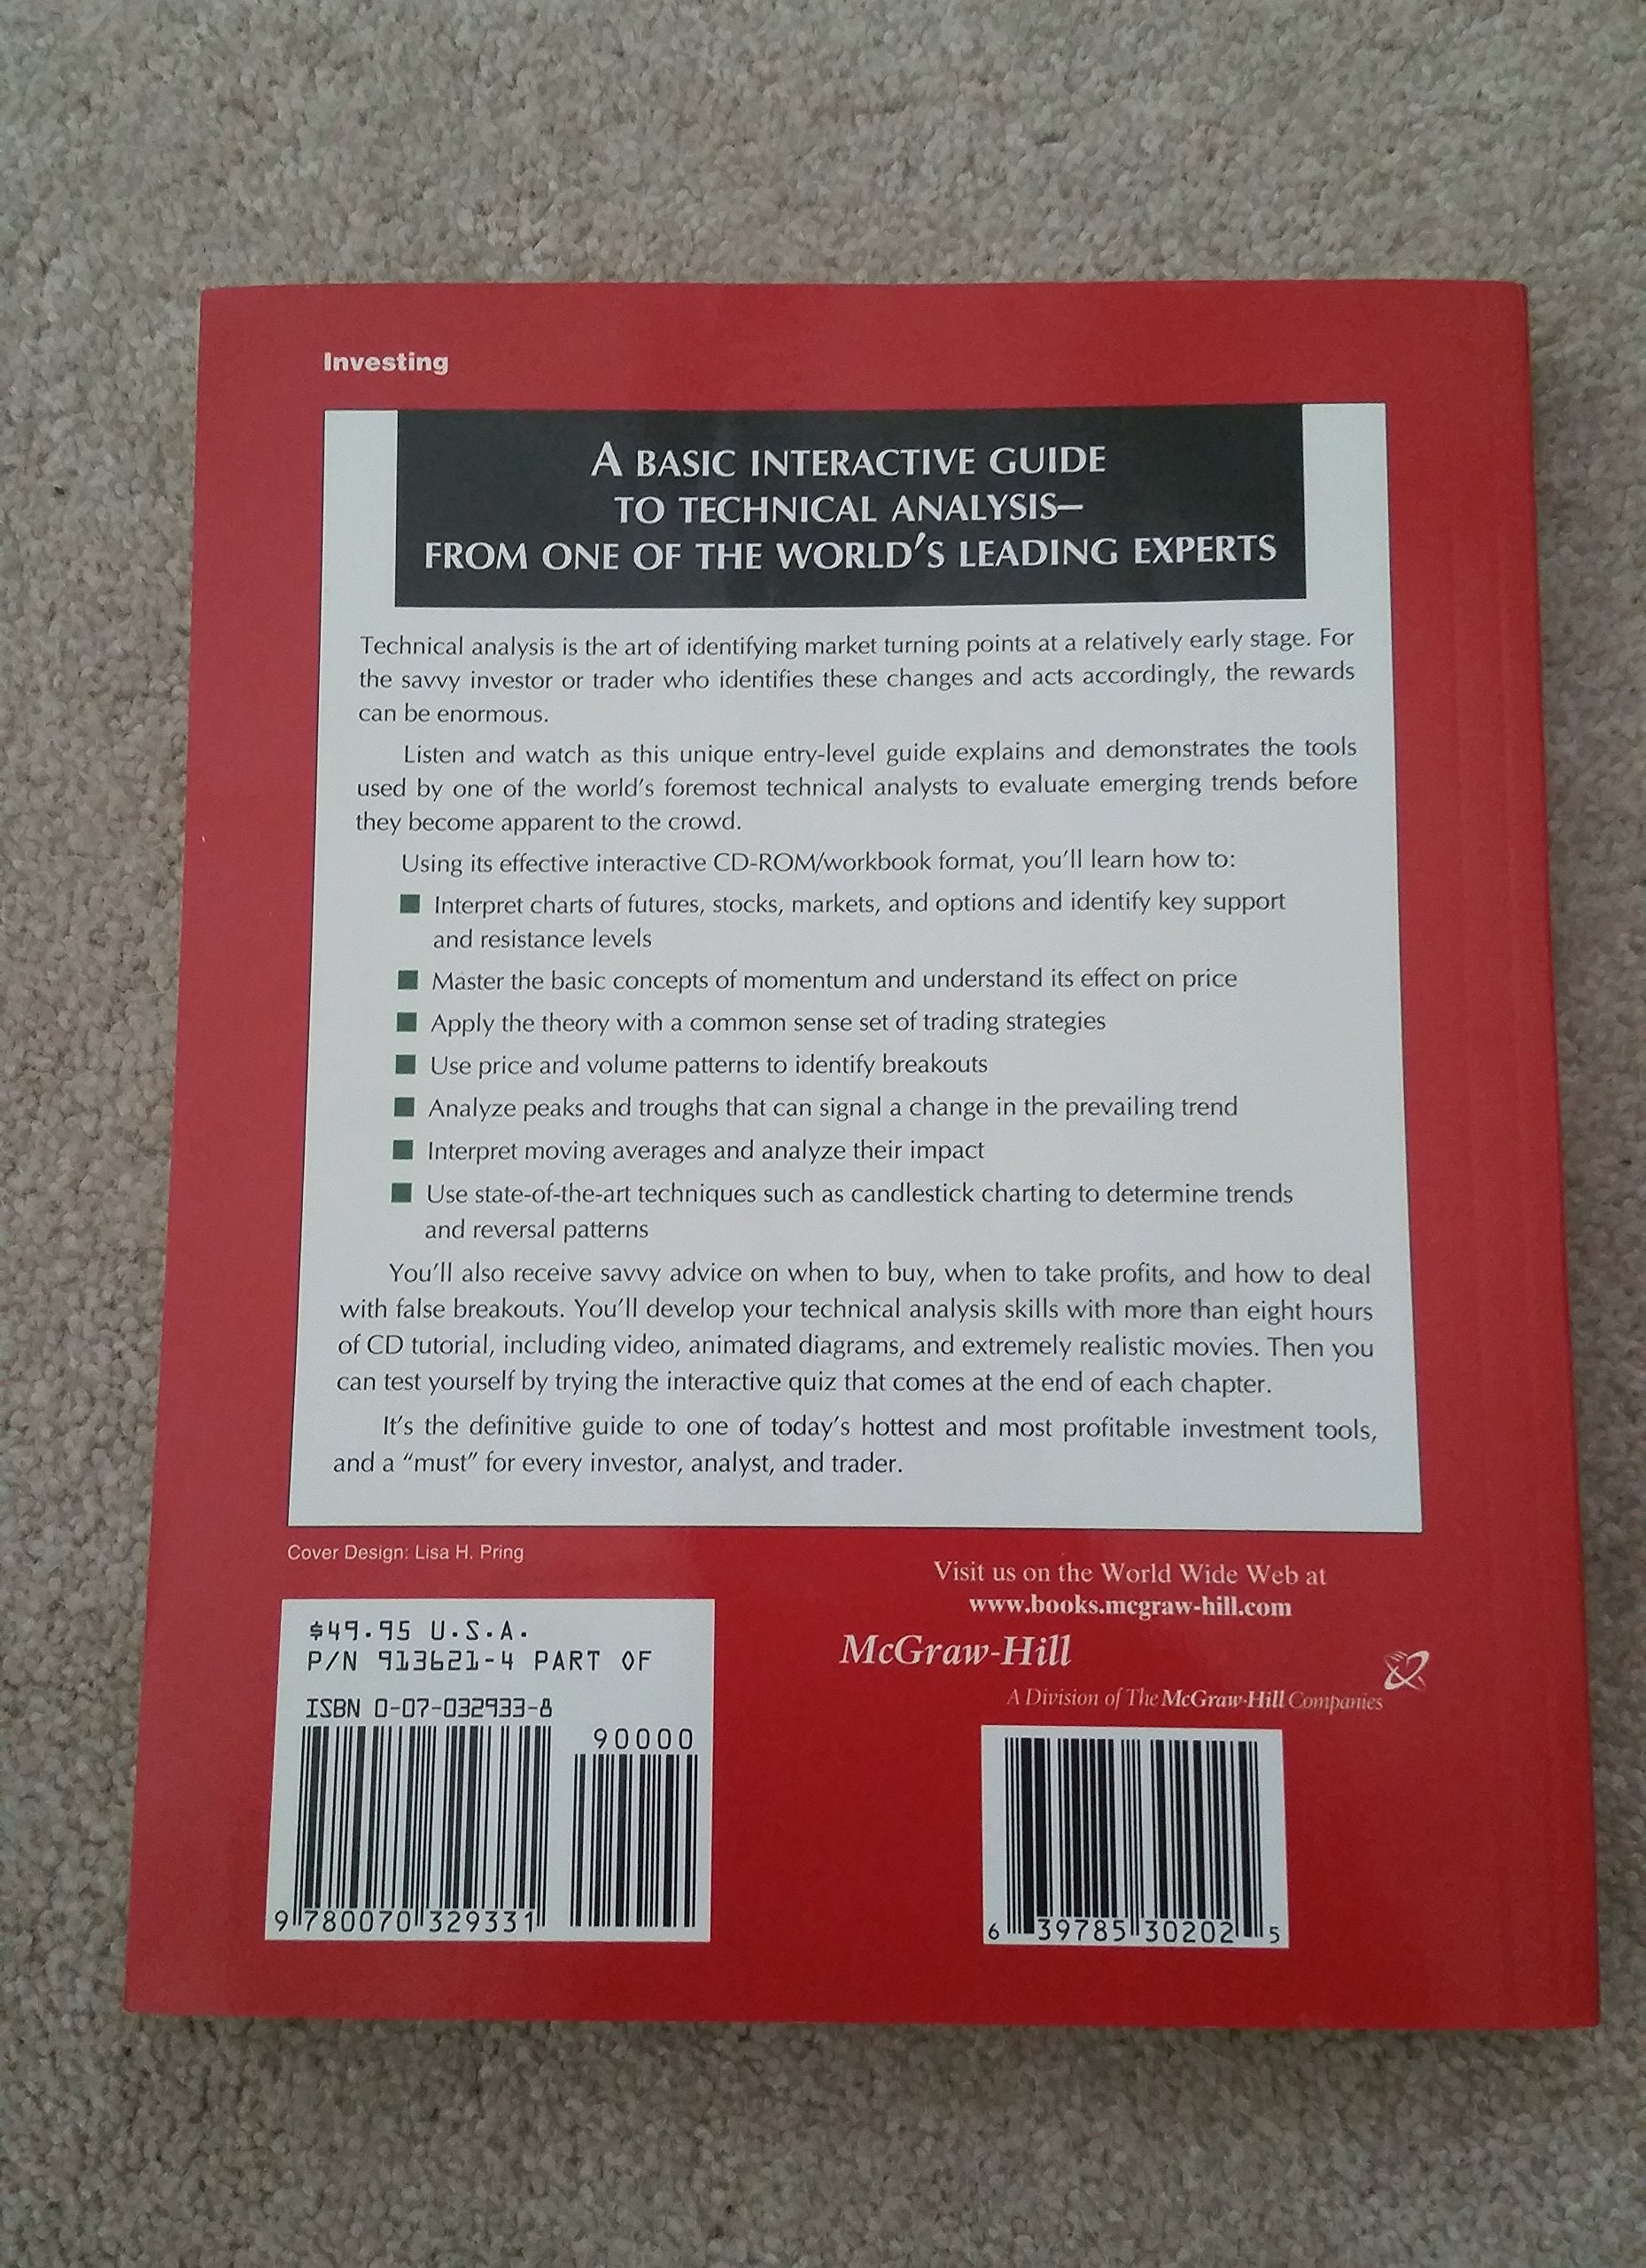 Investing
A BASIC INTERACTIVE GUIDE
TO TECHNICAL ANALYSIS—
FROM ONE OF THE WORLD'S LEADING EXPERTS
Technical analysis is the art of identifying market turning points at a relatively early stage. For
the savvy investor or trader who identifies these changes and acts accordingly, the rewards
can be enormous.
Listen and watch as this unique entry-level guide explains and demonstrates the tools
used by one of the world's foremost technical analysts to evaluate emerging trends before
they become apparent to the crowd.
Using its effective interactive CD-ROM/workbook format, you'll learn how to:
■ Interpret charts of futures, stocks, markets, and options and identify key support
and resistance levels
■ Master the basic concepts of momentum and understand its effect on price
■ Apply the theory with a common sense set of trading strategies
■ Use price and volume patterns to identify breakouts
■ Analyze peaks and troughs that can signal a change in the prevailing trend
■ Interpret moving averages and analyze their impact
■ Use state-of-the-art techniques such as candlestick charting to determine trends
and reversal patterns
You'll also receive savvy advice on when to buy, when to take profits, and how to deal
with false breakouts. You'll develop your technical analysis skills with more than eight hours
of CD tutorial, including video, animated diagrams, and extremely realistic movies. Then you
can test yourself by trying the interactive quiz that comes at the end of each chapter.
It's the definitive guide to one of today's hottest and most profitable investment tools,
and a “must” for every investor, analyst, and trader.
Cover Design: Lisa H. Pring
Visit us on the World Wide Web at
www.books.mcgraw-hill.com
McGraw-Hill
A Division of The McGraw-Hill Companies
$49.95 U.S.A.
P/N 913621-4 PART OF
ISBN 0-07-032933-8
90000
9 780070 329331
6 39785 30202 5